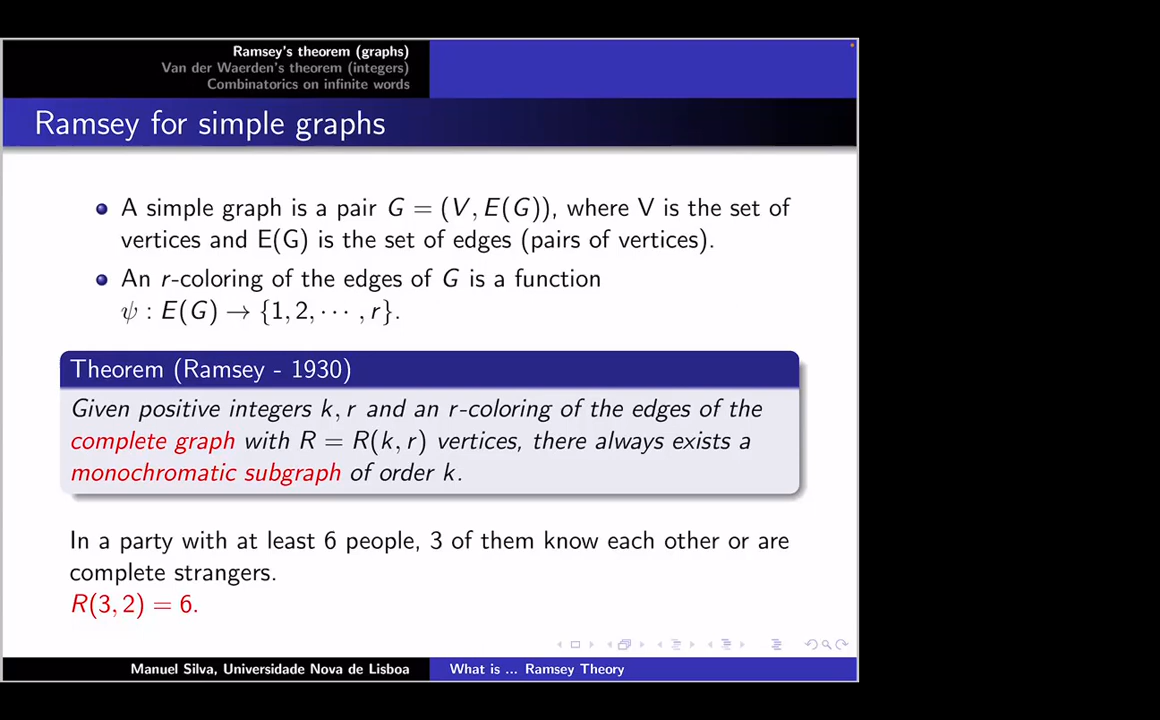 Ramsey's theorem (graphs)
Van der Waerden's theorem (integers)
Combinatorics on infinite words
Ramsey for simple graphs
A simple graph is a pair G = (V, E(G)), where V is the set of
vertices and E(G) is the set of edges (pairs of vertices).
An r-coloring of the edges of G is a function
ψ : E(G) → {1, 2, · · · , r}.
Theorem (Ramsey - 1930)
Given positive integers k, r and an r-coloring of the edges of the
complete graph with R = R(k, r) vertices, there always exists a
monochromatic subgraph of order k.
In a party with at least 6 people, 3 of them know each other or are
complete strangers.
R(3, 2) = 6.
Manuel Silva, Universidade Nova de Lisboa
What is ... Ramsey Theory